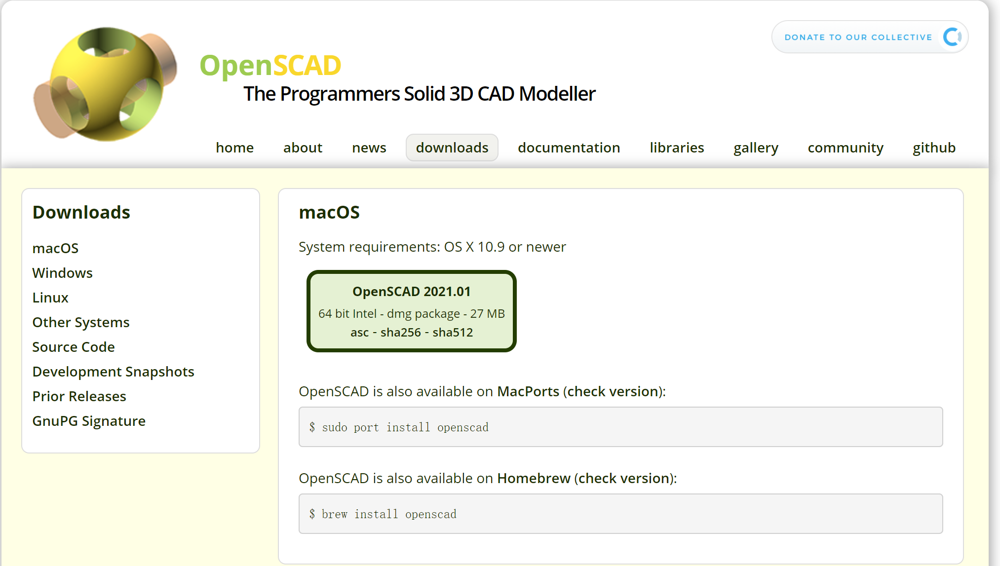 DONATE TO OUR COLLECTIVE
OpenSCAD
The Programmers Solid 3D CAD Modeller
home about news downloads documentation libraries gallery community github
Downloads
macOS
Windows
Linux
Other Systems
Source Code
Development Snapshots
Prior Releases
GnuPG Signature
macOS
System requirements: OS X 10.9 or newer
OpenSCAD 2021.01
64 bit Intel - dmg package - 27 MB
asc - sha256 - sha512
OpenSCAD is also available on MacPorts (check version):
$ sudo port install openscad
OpenSCAD is also available on Homebrew (check version):
$ brew install openscad